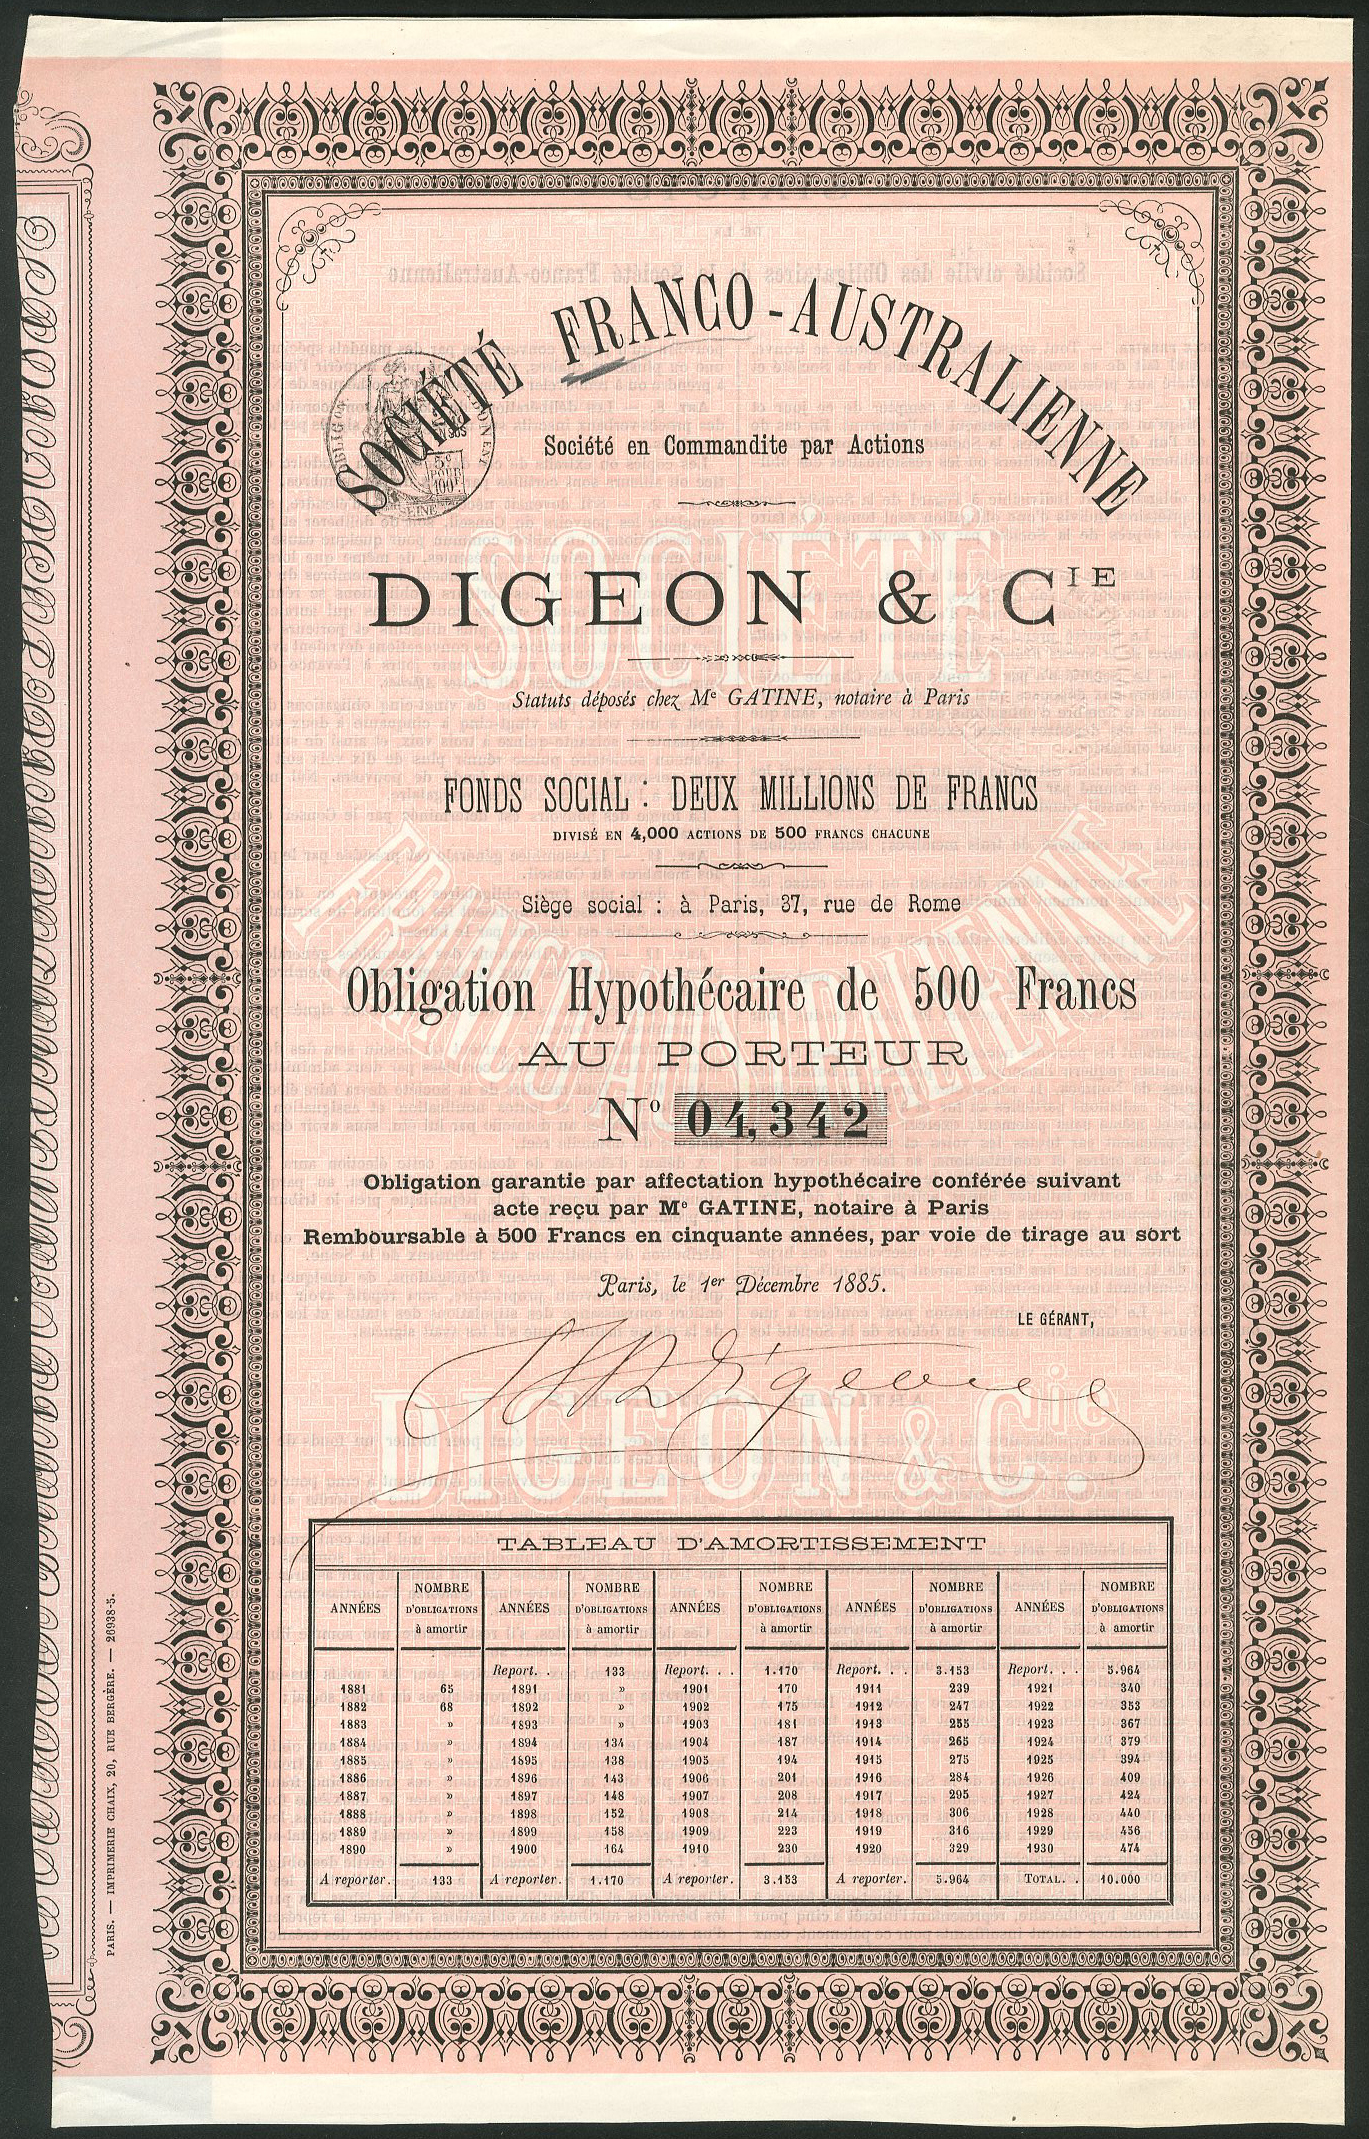 SOCIÉTÉ FRANCO-AUSTRALIENNE
OBLIGON ABONENT
5c POUR 100F
SEINE
Société en Commandite par Actions
SOCIÉTÉ
DIGEON & CIE
Statuts déposés chez Me GATINE, notaire à Paris
FONDS SOCIAL : DEUX MILLIONS DE FRANCS
DIVISÉ EN 4,000 ACTIONS DE 500 FRANCS CHACUNE
Siège social : à Paris, 37, rue de Rome
FRANCO AUSTRALIENNE
Obligation Hypothécaire de 500 Francs
AU PORTEUR
No 04,342
Obligation garantie par affectation hypothécaire conférée suivant
acte reçu par Me GATINE, notaire à Paris
Remboursable à 500 Francs en cinquante années, par voie de tirage au sort
Paris, le 1er Décembre 1885.
LE GÉRANT,
DIGEON & Cie.
TABLEAU D'AMORTISSEMENT
ANNÉES NOMBRE D'OBLIGATIONS à amortir ANNÉES NOMBRE D'OBLIGATIONS à amortir ANNÉES NOMBRE D'OBLIGATIONS à amortir ANNÉES NOMBRE D'OBLIGATIONS à amortir ANNÉES NOMBRE D'OBLIGATIONS à amortir
Report. . 133 Report. . . 1.170 Report. . . 3.153 Report. . . 5.964
1881 65 1891 » 1901 170 1911 239 1921 340
1882 68 1892 » 1902 175 1912 247 1922 353
1883 » 1893 » 1903 181 1913 255 1923 367
1884 » 1894 134 1904 187 1914 265 1924 379
1885 » 1895 138 1905 194 1915 275 1925 394
1886 » 1896 143 1906 201 1916 284 1926 409
1887 » 1897 148 1907 208 1917 295 1927 424
1888 » 1898 152 1908 214 1918 306 1928 440
1889 » 1899 158 1909 223 1919 316 1929 456
1890 » 1900 164 1910 230 1920 329 1930 474
A reporter. 133 A reporter. 1.170 A reporter. 3.153 A reporter. 5.964 TOTAL. . 10.000
PARIS. — IMPRIMERIE CHAIX, 20, RUE BERGÈRE. — 26938-5.